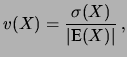 v(X) = σ(X) / |E(X)| ,